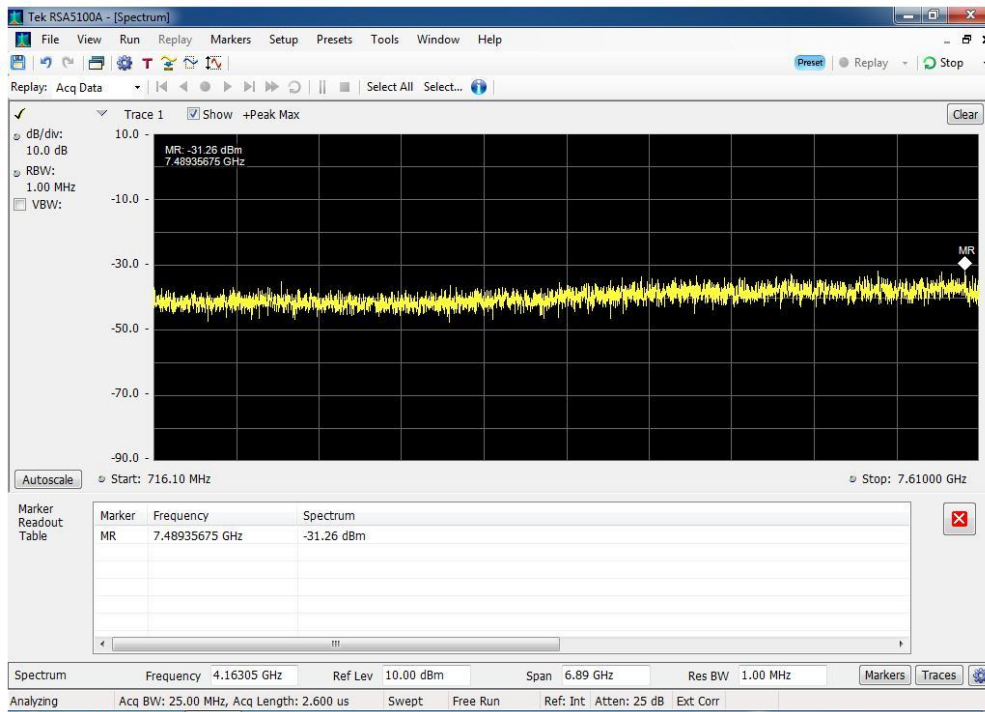 Tek RSA5100A - [Spectrum]
File View Run Replay Markers Setup Presets Tools Window Help
Preset Replay Stop
Replay: Acq Data Select All Select...
Trace 1 Show +Peak Max Clear
dB/div:
10.0 dB
RBW:
1.00 MHz
VBW:
10.0
MR: -31.26 dBm
7.48935675 GHz
-10.0
MR
-30.0
-50.0
-70.0
-90.0
Autoscale Start: 716.10 MHz Stop: 7.61000 GHz
Marker
Readout
Table
Marker Frequency Spectrum
MR 7.48935675 GHz -31.26 dBm
Spectrum Frequency 4.16305 GHz Ref Lev 10.00 dBm Span 6.89 GHz Res BW 1.00 MHz Markers Traces
Analyzing Acq BW: 25.00 MHz, Acq Length: 2.600 us Swept Free Run Ref: Int Atten: 25 dB Ext Corr